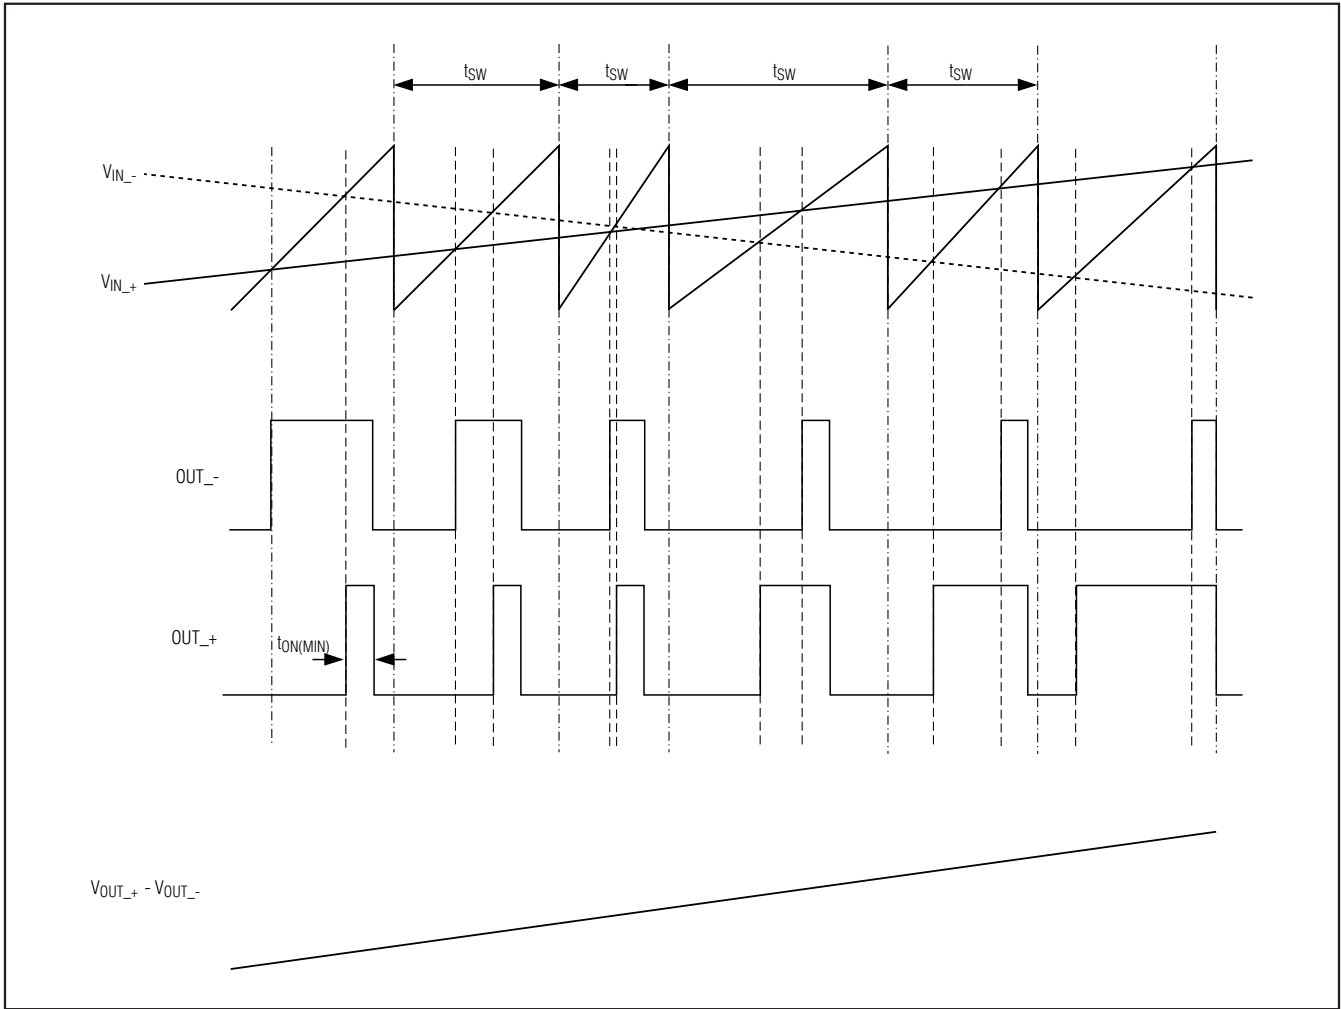 tSW tSW tSW tSW
VIN_-
VIN_+
OUT_-
OUT_+
tON(MIN)
VOUT_+ - VOUT_-